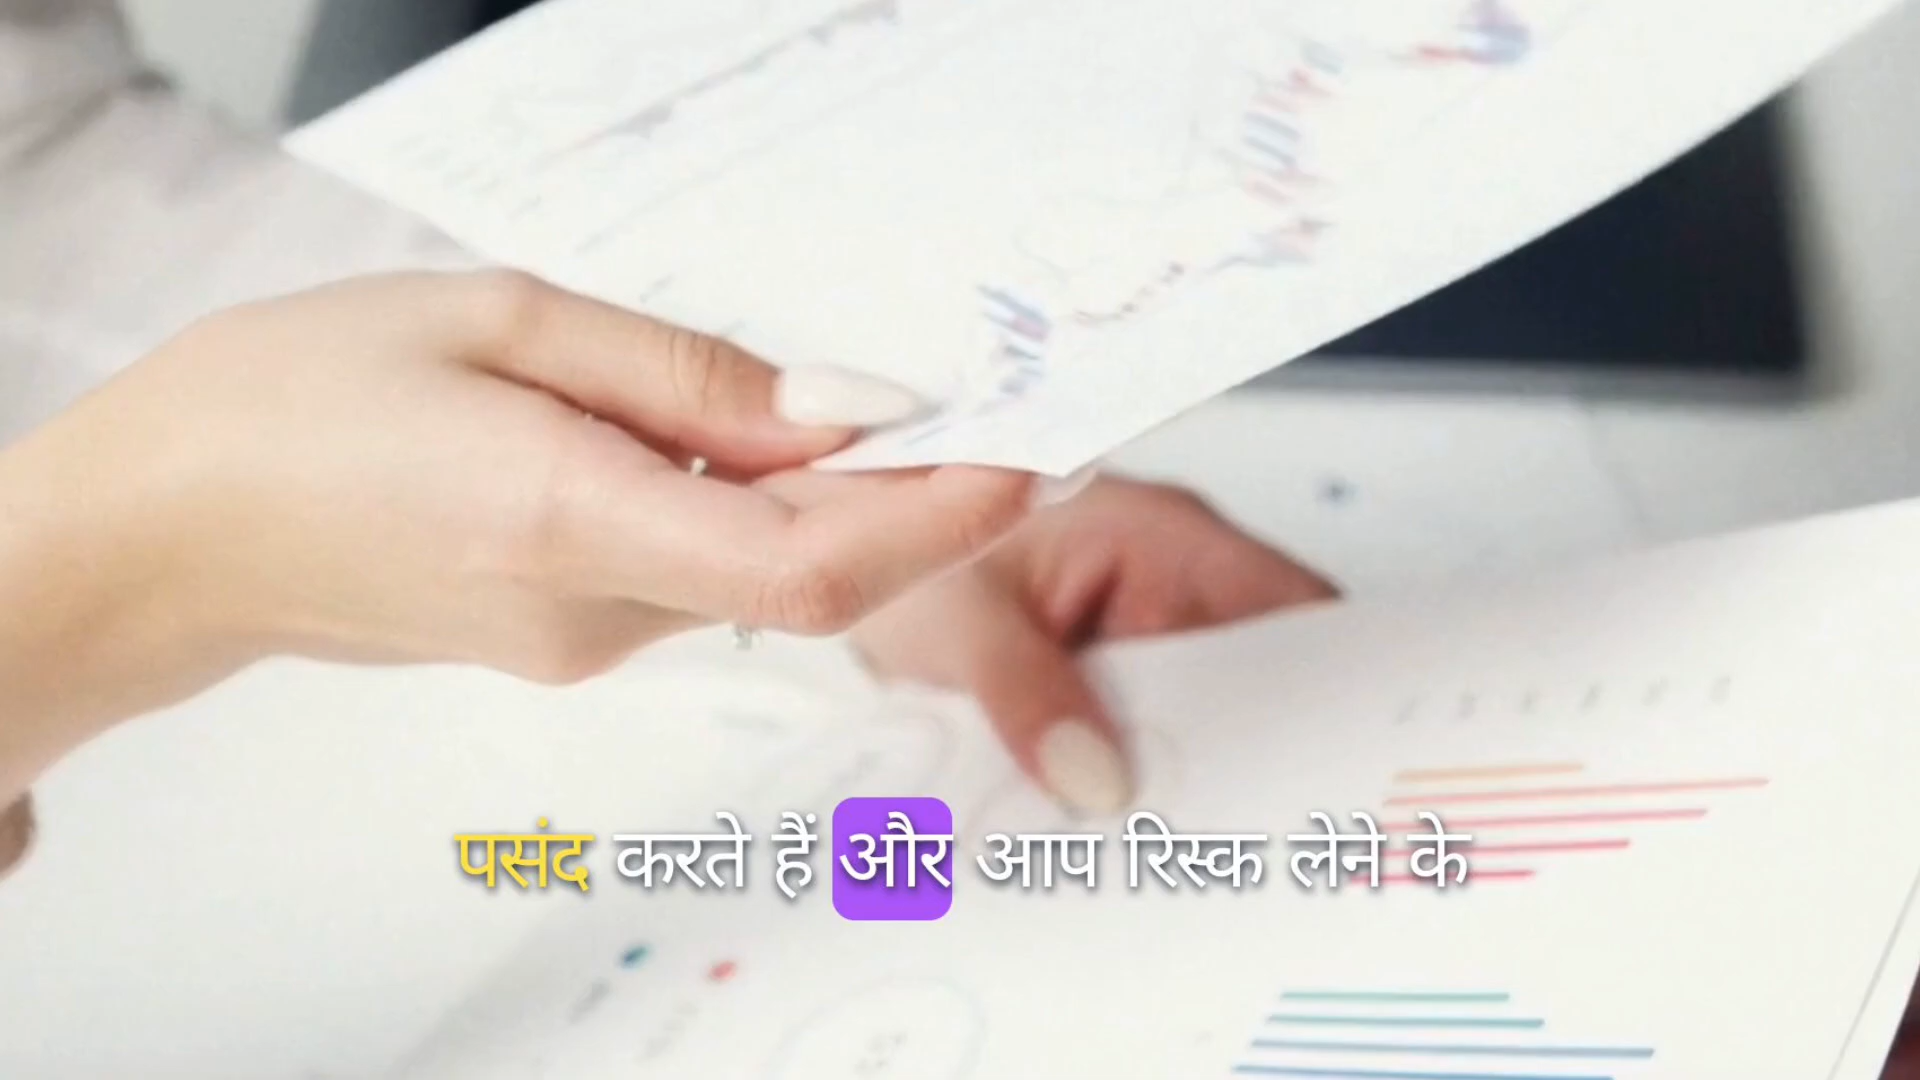 पसंद करते हैं और आप रिस्क लेने के